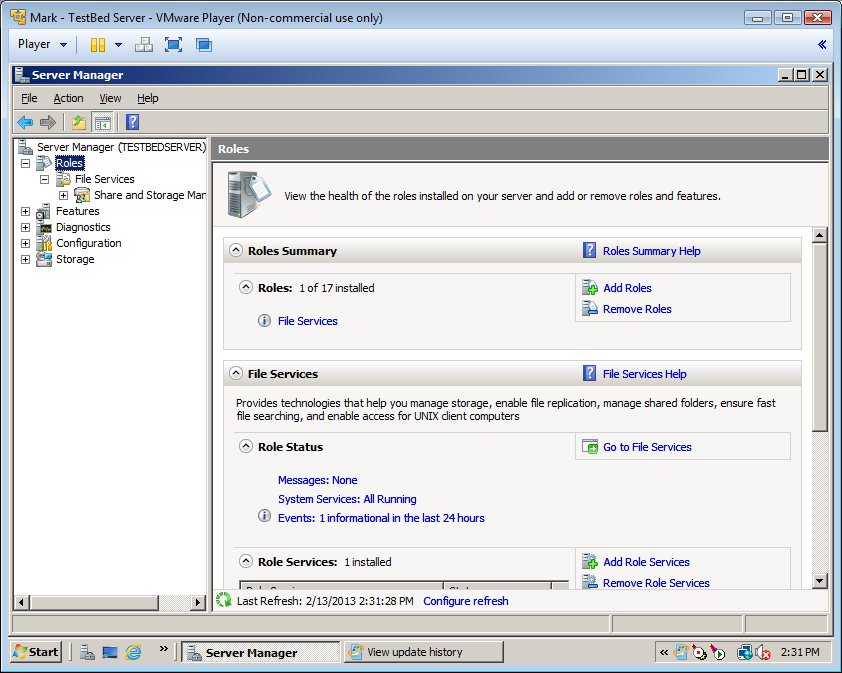 Mark - TestBed Server - VMware Player (Non-commercial use only)
Player
«
Server Manager
File Action View Help
Server Manager (TESTBEDSERVER)
Roles
File Services
Share and Storage Mar
Features
Diagnostics
Configuration
Storage
Roles
View the health of the roles installed on your server and add or remove roles and features.
Roles Summary
Roles Summary Help
Roles: 1 of 17 installed
Add Roles
Remove Roles
File Services
File Services
File Services Help
Provides technologies that help you manage storage, enable file replication, manage shared folders, ensure fast
file searching, and enable access for UNIX client computers
Role Status
Go to File Services
Messages: None
System Services: All Running
Events: 1 informational in the last 24 hours
Role Services: 1 installed
Add Role Services
Remove Role Services
Last Refresh: 2/13/2013 2:31:28 PM Configure refresh
Start » Server Manager View update history « 2:31 PM